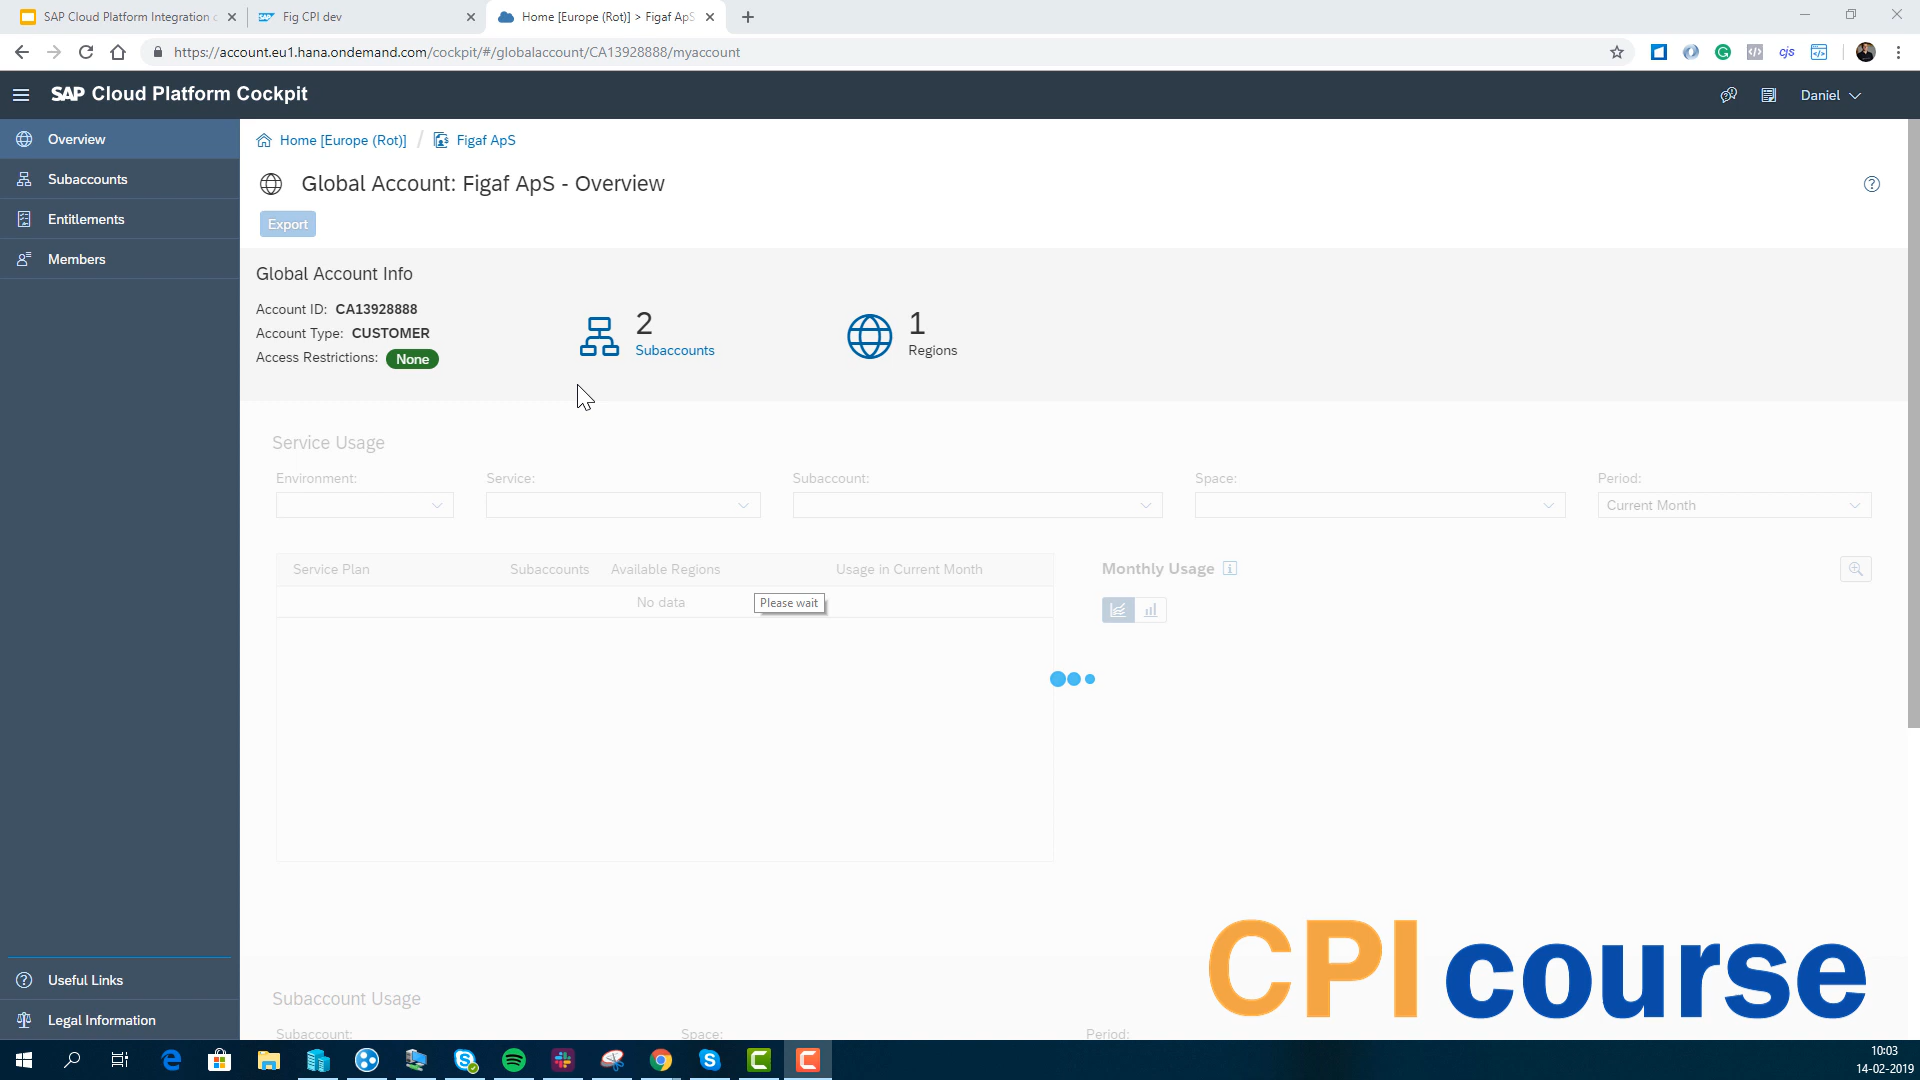 SAP Cloud Platform Integration
Fig CPI dev
Home [Europe (Rot)] > Figaf ApS
https://account.eu1.hana.ondemand.com/cockpit/#/globalaccount/CA13928888/myaccount
cjs
SAP Cloud Platform Cockpit
Daniel
Overview
Subaccounts
Entitlements
Members
Home [Europe (Rot)] / Figaf ApS
Global Account: Figaf ApS - Overview
Export
Global Account Info
Account ID: CA13928888
Account Type: CUSTOMER
Access Restrictions: None
2
Subaccounts
1
Regions
Service Usage
Environment:
Service:
Subaccount:
Space:
Period:
Current Month
Service Plan
Subaccounts
Available Regions
Usage in Current Month
No data
Please wait
Monthly Usage
CPI course
Subaccount Usage
Subaccount:
Space:
Period:
Useful Links
Legal Information
10:03
14-02-2019